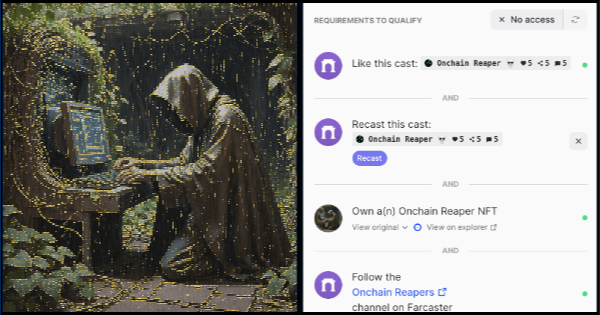 REQUIREMENTS TO QUALIFY
No access
Like this cast: Onchain Reaper 5 5 5
AND
Recast this cast:
Onchain Reaper 5 5 5
Recast
AND
Own a(n) Onchain Reaper NFT
View original View on explorer
AND
Follow the
Onchain Reapers
channel on Farcaster